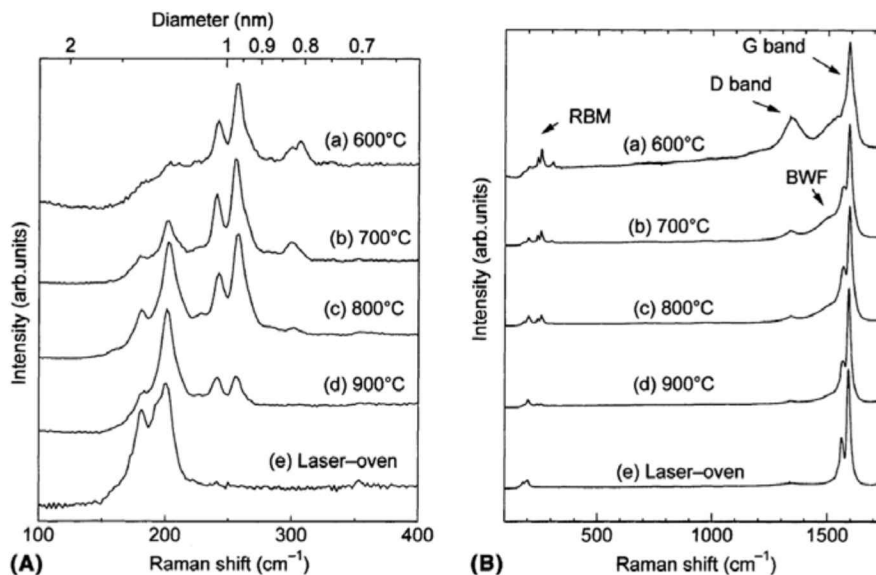 Diameter (nm)
2 1 0.9 0.8 0.7
(a) 600°C
(b) 700°C
(c) 800°C
(d) 900°C
(e) Laser–oven
Intensity (arb.units)
100 200 300 400
Raman shift (cm⁻¹)
(A)
G band
D band
RBM
(a) 600°C
BWF
(b) 700°C
(c) 800°C
(d) 900°C
(e) Laser–oven
Intensity (arb.units)
500 1000 1500
Raman shift (cm⁻¹)
(B)